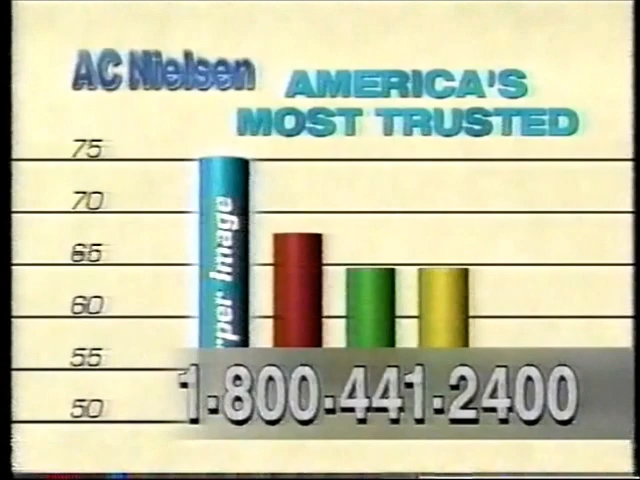 AC Nielsen
AMERICA'S
MOST TRUSTED
75
70
65
60
55
50
rper Image
1-800-441-2400